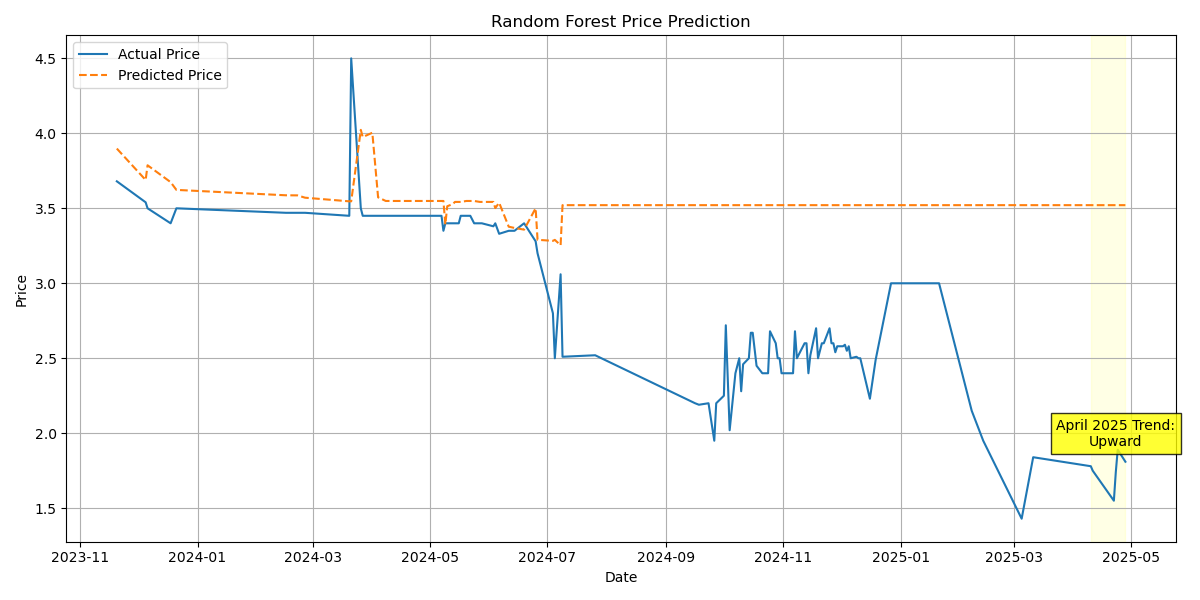 Random Forest Price Prediction
Actual Price
Predicted Price
4.5
4.0
3.5
3.0
2.5
2.0
1.5
Price
April 2025 Trend:
Upward
2023-11
2024-01
2024-03
2024-05
2024-07
2024-09
2024-11
2025-01
2025-03
2025-05
Date